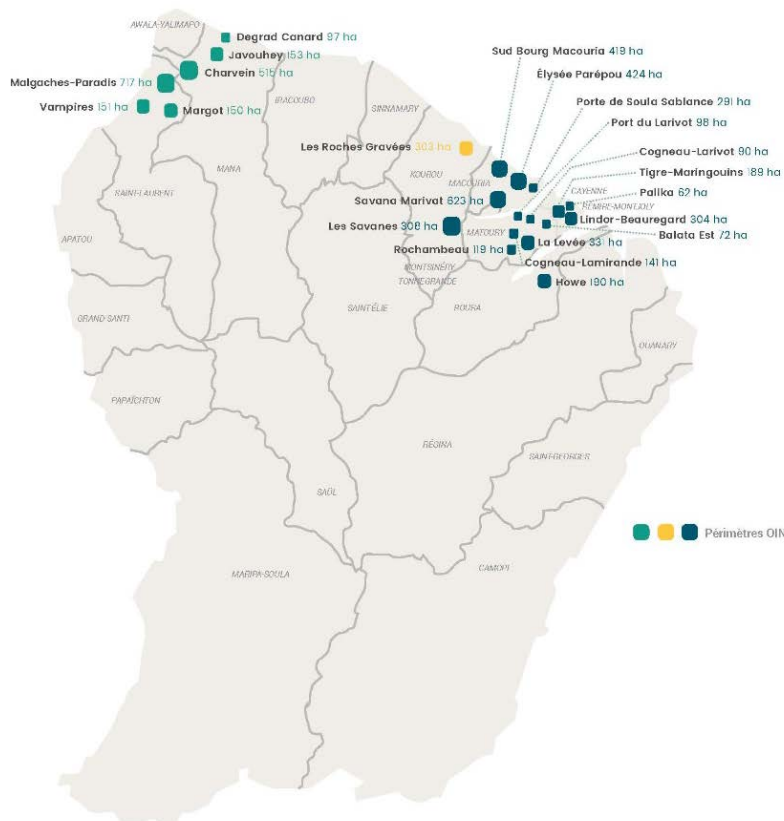 AWALA-YALIMAPO
Degrad Canard 97 ha
Javouhey 153 ha
Charvein 515 ha
Malgaches-Paradis 717 ha
Vampires 151 ha
Margot 150 ha
IRACOUBO
SINNAMARY
MANA
SAINT-LAURENT
APATOU
Sud Bourg Macouria 419 ha
Élysée Parépou 424 ha
Porte de Soula Sablance 291 ha
Port du Larivot 98 ha
Cogneau-Larivot 90 ha
Tigre-Maringouins 189 ha
Palika 62 ha
Les Roches Gravées 303 ha
KOUROU
MACOURIA
CAYENNE
RÉMIRE-MONTJOLY
Savana Marivat 623 ha
Lindor-Beauregard 304 ha
Les Savanes 308 ha
MATOURY
Balata Est 72 ha
La Levée 331 ha
Rochambeau 119 ha
Cogneau-Lamirande 141 ha
MONTSINÉRY
TONNEGRANDE
Howe 190 ha
GRAND-SANTI
SAINT-ÉLIE
ROURA
OUANARY
PAPAÏCHTON
RÉGINA
SAINT-GEORGES
SAÜL
Périmètres OIN
MARIPA-SOULA
CAMOPI